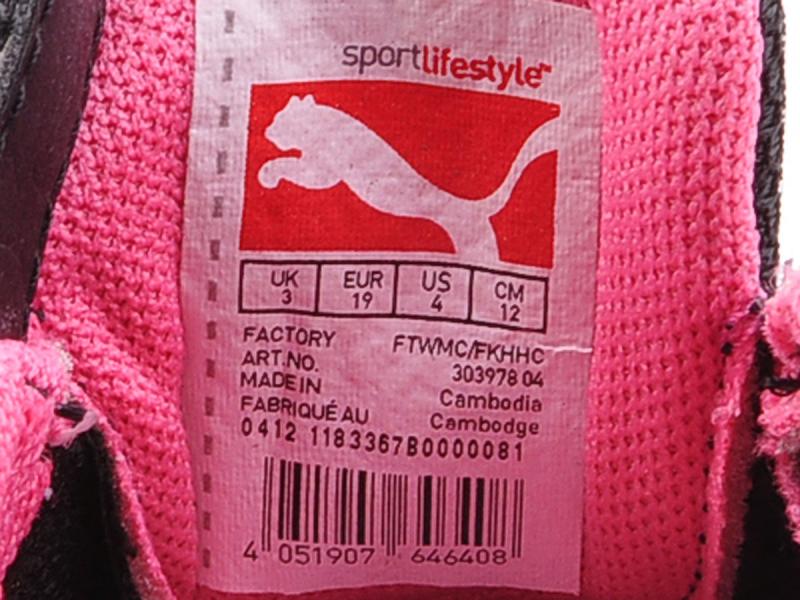 sportlifestyle™
UK EUR US CM
3 19 4 12
FACTORY FTWMC/FKHHC
ART.NO. 303978 04
MADE IN Cambodia
FABRIQUÉ AU Cambodge
0412 1183367B0000081
4 051907 646408